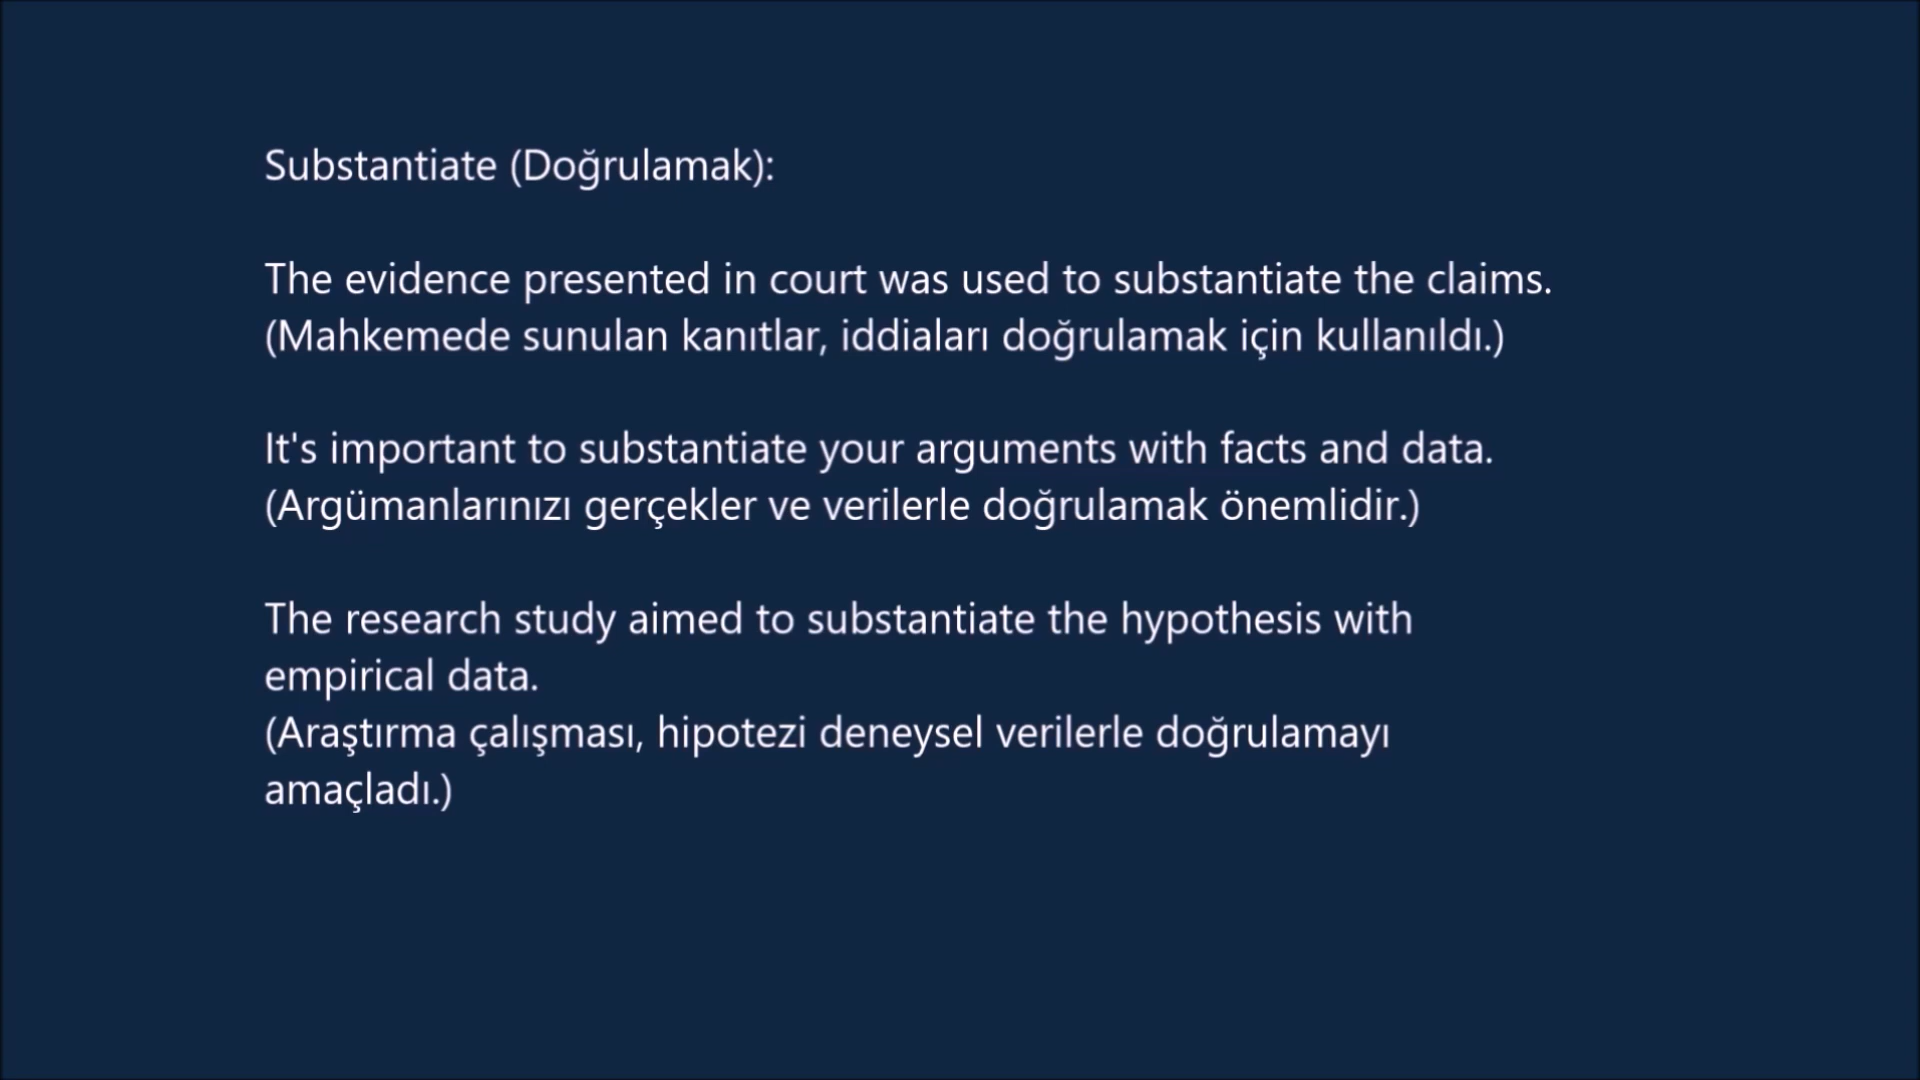 Substantiate (Doğrulamak):
The evidence presented in court was used to substantiate the claims.
(Mahkemede sunulan kanıtlar, iddiaları doğrulamak için kullanıldı.)
It's important to substantiate your arguments with facts and data.
(Argümanlarınızı gerçekler ve verilerle doğrulamak önemlidir.)
The research study aimed to substantiate the hypothesis with
empirical data.
(Araştırma çalışması, hipotezi deneysel verilerle doğrulamayı
amaçladı.)